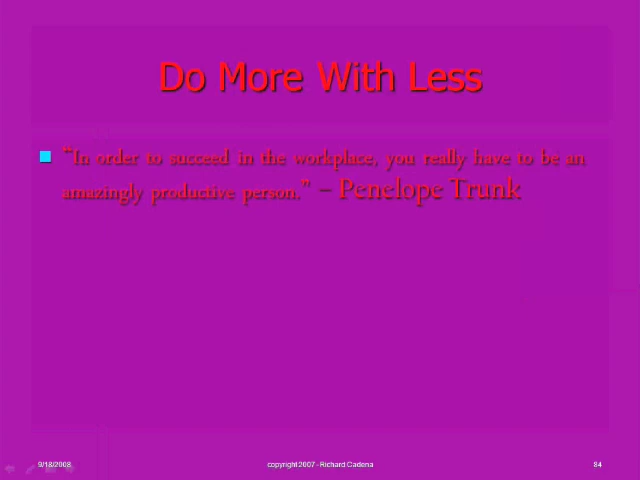 Do More With Less
“In order to succeed in the workplace, you really have to be an
amazingly productive person.” – Penelope Trunk
9/18/2008
copyright 2007 - Richard Cadena
84